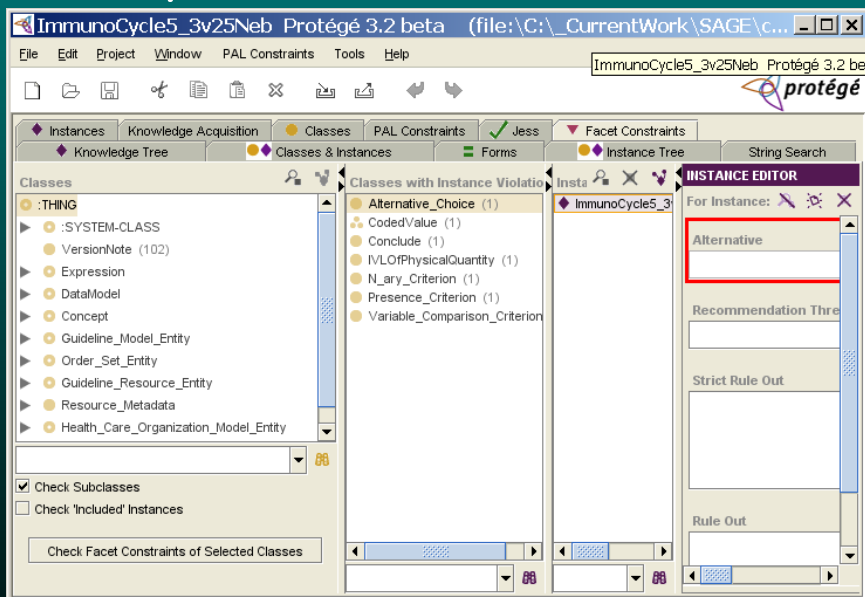 ImmunoCycle5_3v25Neb Protégé 3.2 beta (file:\C:\_CurrentWork\SAGE\c...
File Edit Project Window PAL Constraints Tools Help
ImmunoCycle5_3v25Neb Protégé 3.2 be
protégé
Instances Knowledge Acquisition Classes PAL Constraints Jess Facet Constraints
Knowledge Tree Classes & Instances Forms Instance Tree String Search
Classes
:THING
:SYSTEM-CLASS
VersionNote (102)
Expression
DataModel
Concept
Guideline_Model_Entity
Order_Set_Entity
Guideline_Resource_Entity
Resource_Metadata
Health_Care_Organization_Model_Entity
Check Subclasses
Check 'Included' Instances
Check Facet Constraints of Selected Classes
Classes with Instance Violatio
Alternative_Choice (1)
CodedValue (1)
Conclude (1)
IVLOfPhysicalQuantity (1)
N_ary_Criterion (1)
Presence_Criterion (1)
Variable_Comparison_Criterion
Insta
ImmunoCycle5_3
INSTANCE EDITOR
For Instance:
Alternative
Recommendation Thre
Strict Rule Out
Rule Out